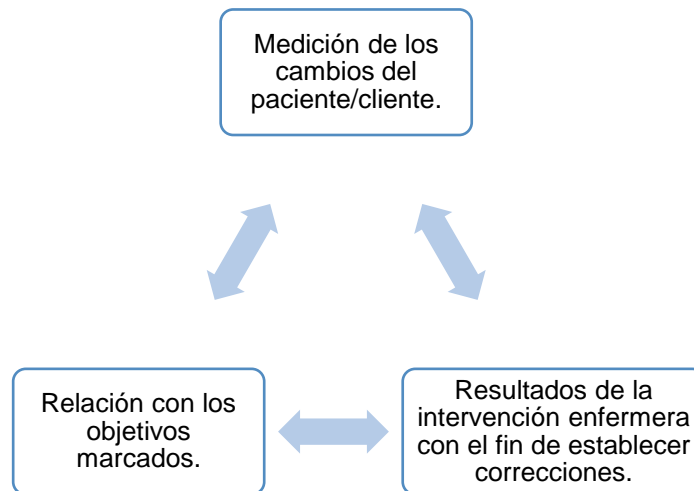 Medición de los
cambios del
paciente/cliente.
Relación con los
objetivos
marcados.
Resultados de la
intervención enfermera
con el fin de establecer
correcciones.